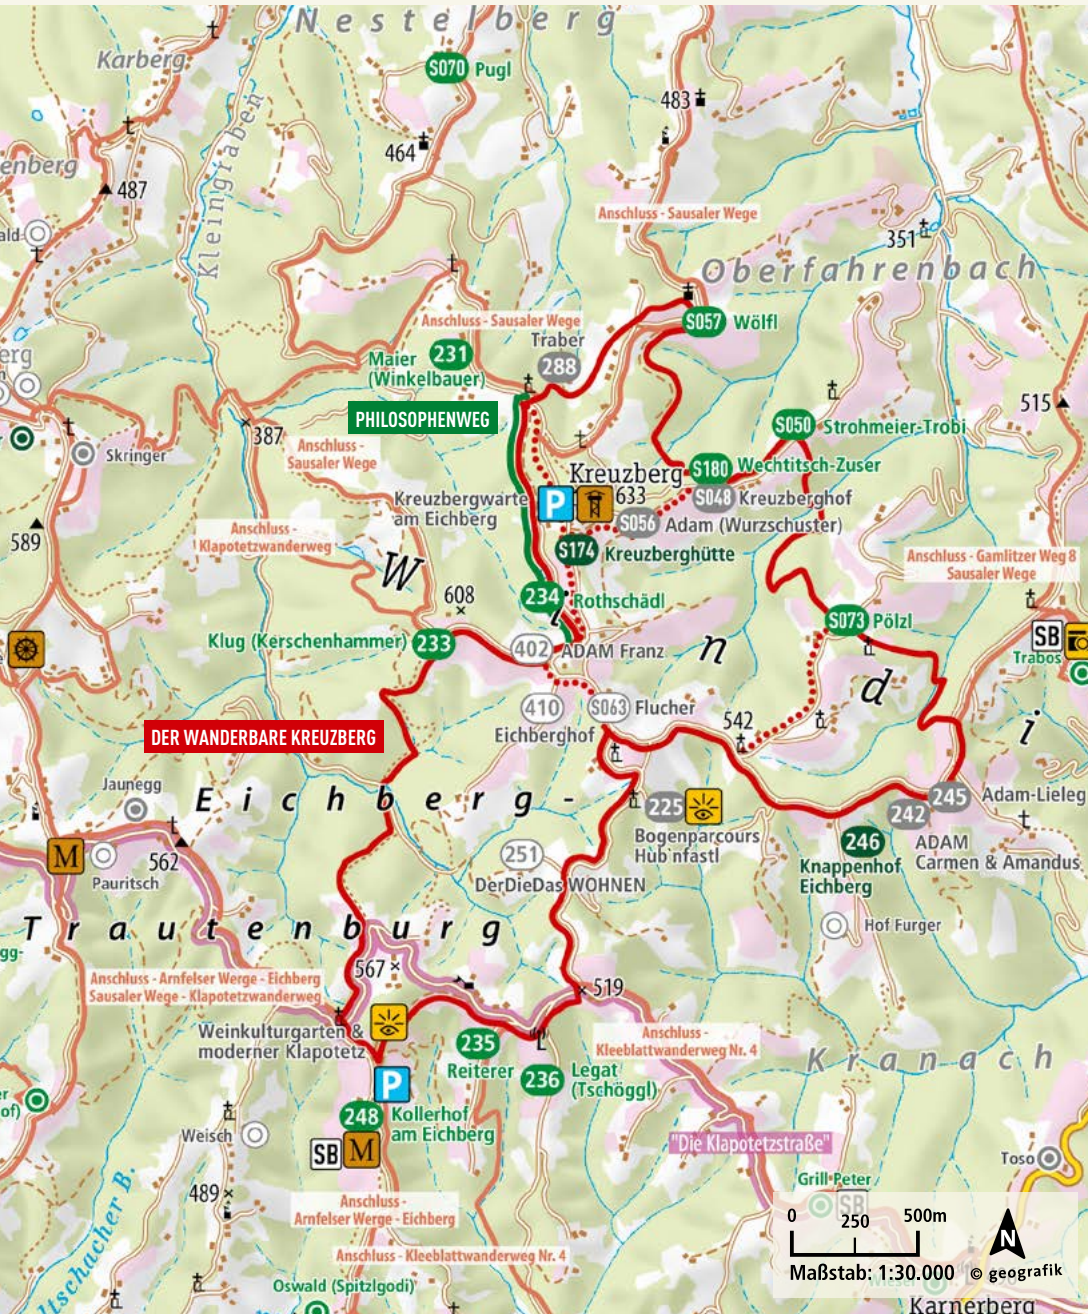 Nestelberg
Karberg
S070 Pugl
483
464
enberg
487
Kleingraben
ald
Anschluss - Sausaler Wege
351
Oberfahrenbach
Anschluss - Sausaler Wege
S057 Wölfl
Traber
288
erg
Maier 231
(Winkelbauer)
PHILOSOPHENWEG
515
S050 Strohmeier-Trobi
387
Skringer
Anschluss -
Sausaler Wege
Kreuzberg
633
S180 Wechtitsch-Zuser
S048 Kreuzberghof
Kreuzbergwarte
am Eichberg
P
S056 Adam (Wurzschuster)
589
Anschluss -
Klapotetzwanderweg
S174 Kreuzberghütte
Anschluss - Gamlitzer Weg 8
Sausaler Wege
W
608
234 Rothschädl
l
S073 Pölzl
SB
Trabos
Klug (Kerschenhammer) 233
402 ADAM Franz
n
d
410
S063 Flucher
542
Eichberghof
i
DER WANDERBARE KREUZBERG
Jaunegg
Eichberg-
225
Bogenparcours
Hub'nfastl
245 Adam-Lieleg
242
ADAM
Carmen & Amandus
246
Knappenhof
Eichberg
M
562
Pauritsch
251
DerDieDas WOHNEN
Trautenburg
Hof Furger
gg-
567
Anschluss - Arnfelser Werge - Eichberg
Sausaler Wege - Klapotetzwanderweg
519
Weinkulturgarten &
moderner Klapotetz
235
Reiterer
Anschluss -
Kleeblattwanderweg Nr. 4
Kranach
236 Legat
(Tschöggl)
P
er
of)
248 Kollerhof
am Eichberg
Weisch
SB M
"Die Klapotetzstraße"
Toso
Grill Peter
SB
489
Anschluss -
Arnfelser Werge - Eichberg
Anschluss - Kleeblattwanderweg Nr. 4
Oswald (Spitzlgodi)
ltschacher B.
0 250 500m
N
Maßstab: 1:30.000 © geografik
Karnerberg